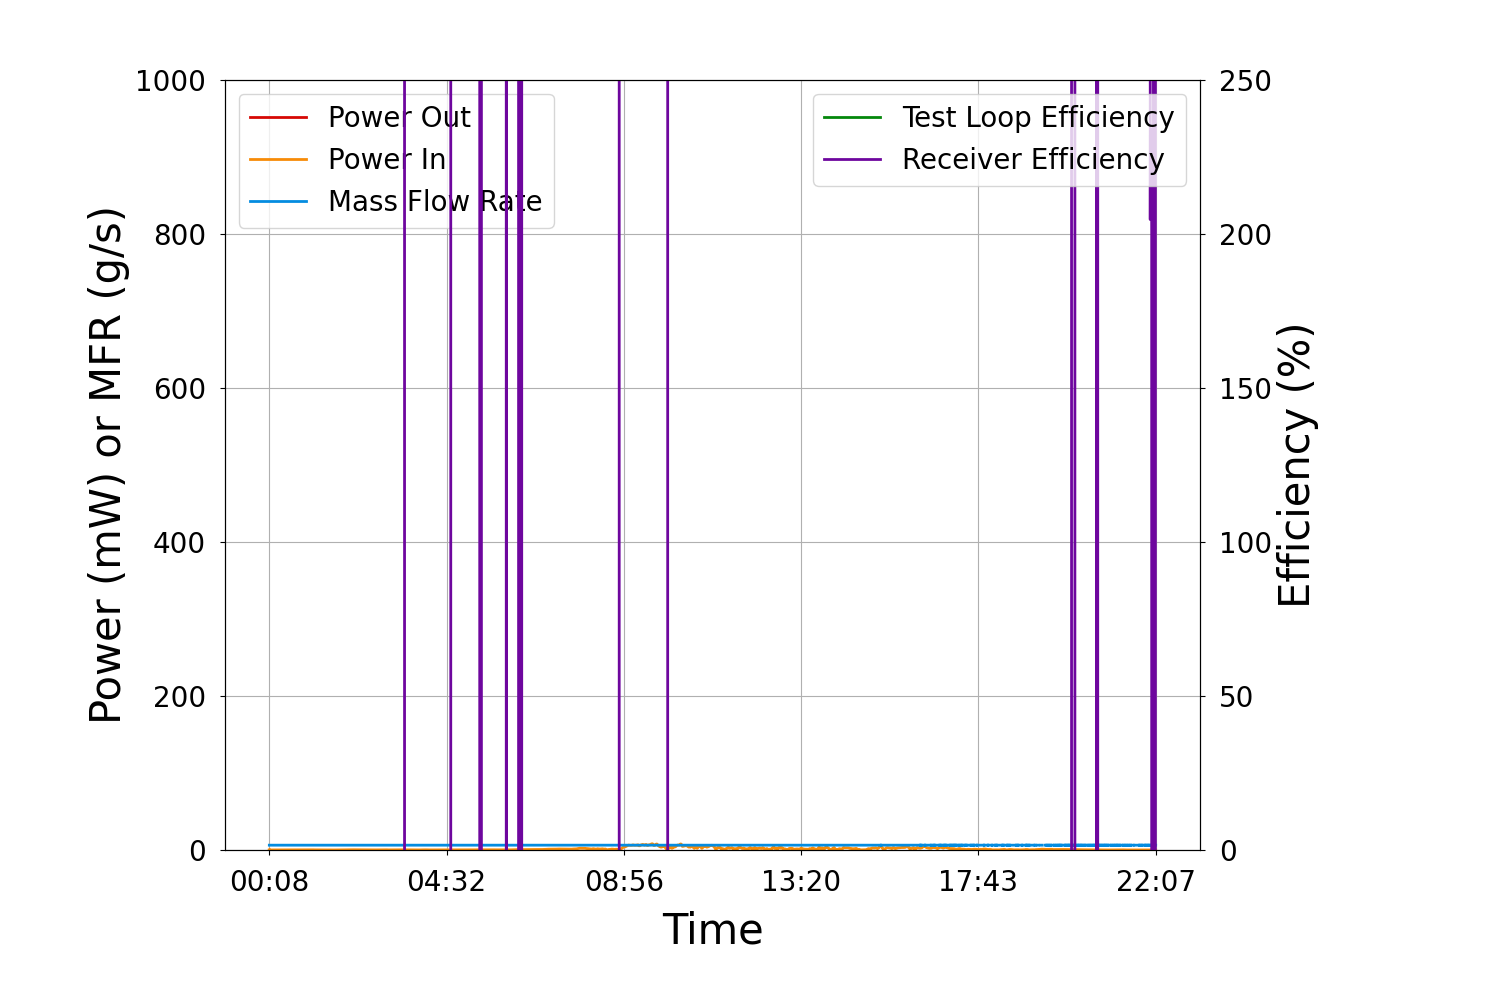 Power (mW) or MFR (g/s)
1000
800
600
400
200
0
Power Out
Power In
Mass Flow Rate
Test Loop Efficiency
Receiver Efficiency
250
200
150
100
50
0
Efficiency (%)
00:08 04:32 08:56 13:20 17:43 22:07
Time